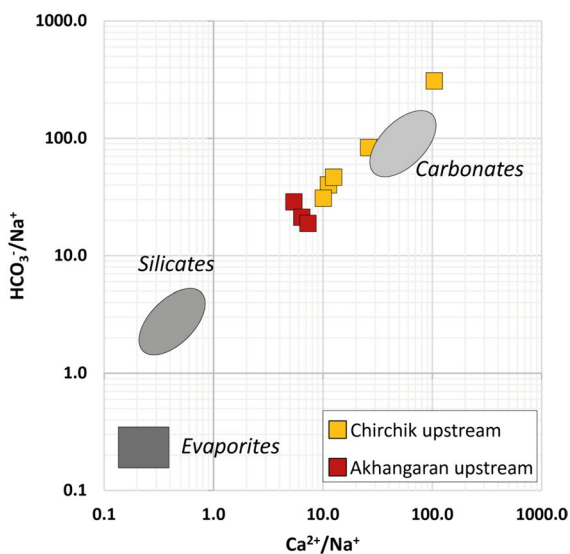 1000.0
100.0
10.0
1.0
0.1
HCO₃⁻/Na⁺
Carbonates
Silicates
Evaporites
Chirchik upstream
Akhangaran upstream
0.1 1.0 10.0 100.0 1000.0
Ca²⁺/Na⁺